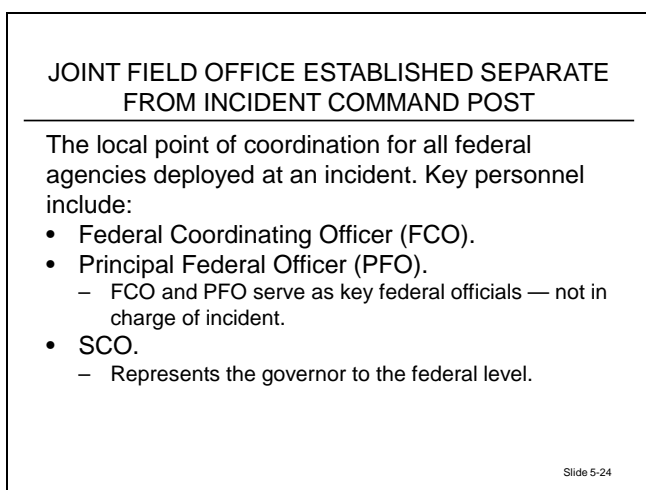 JOINT FIELD OFFICE ESTABLISHED SEPARATE
FROM INCIDENT COMMAND POST
The local point of coordination for all federal
agencies deployed at an incident. Key personnel
include:
• Federal Coordinating Officer (FCO).
• Principal Federal Officer (PFO).
– FCO and PFO serve as key federal officials — not in
charge of incident.
• SCO.
– Represents the governor to the federal level.
Slide 5-24